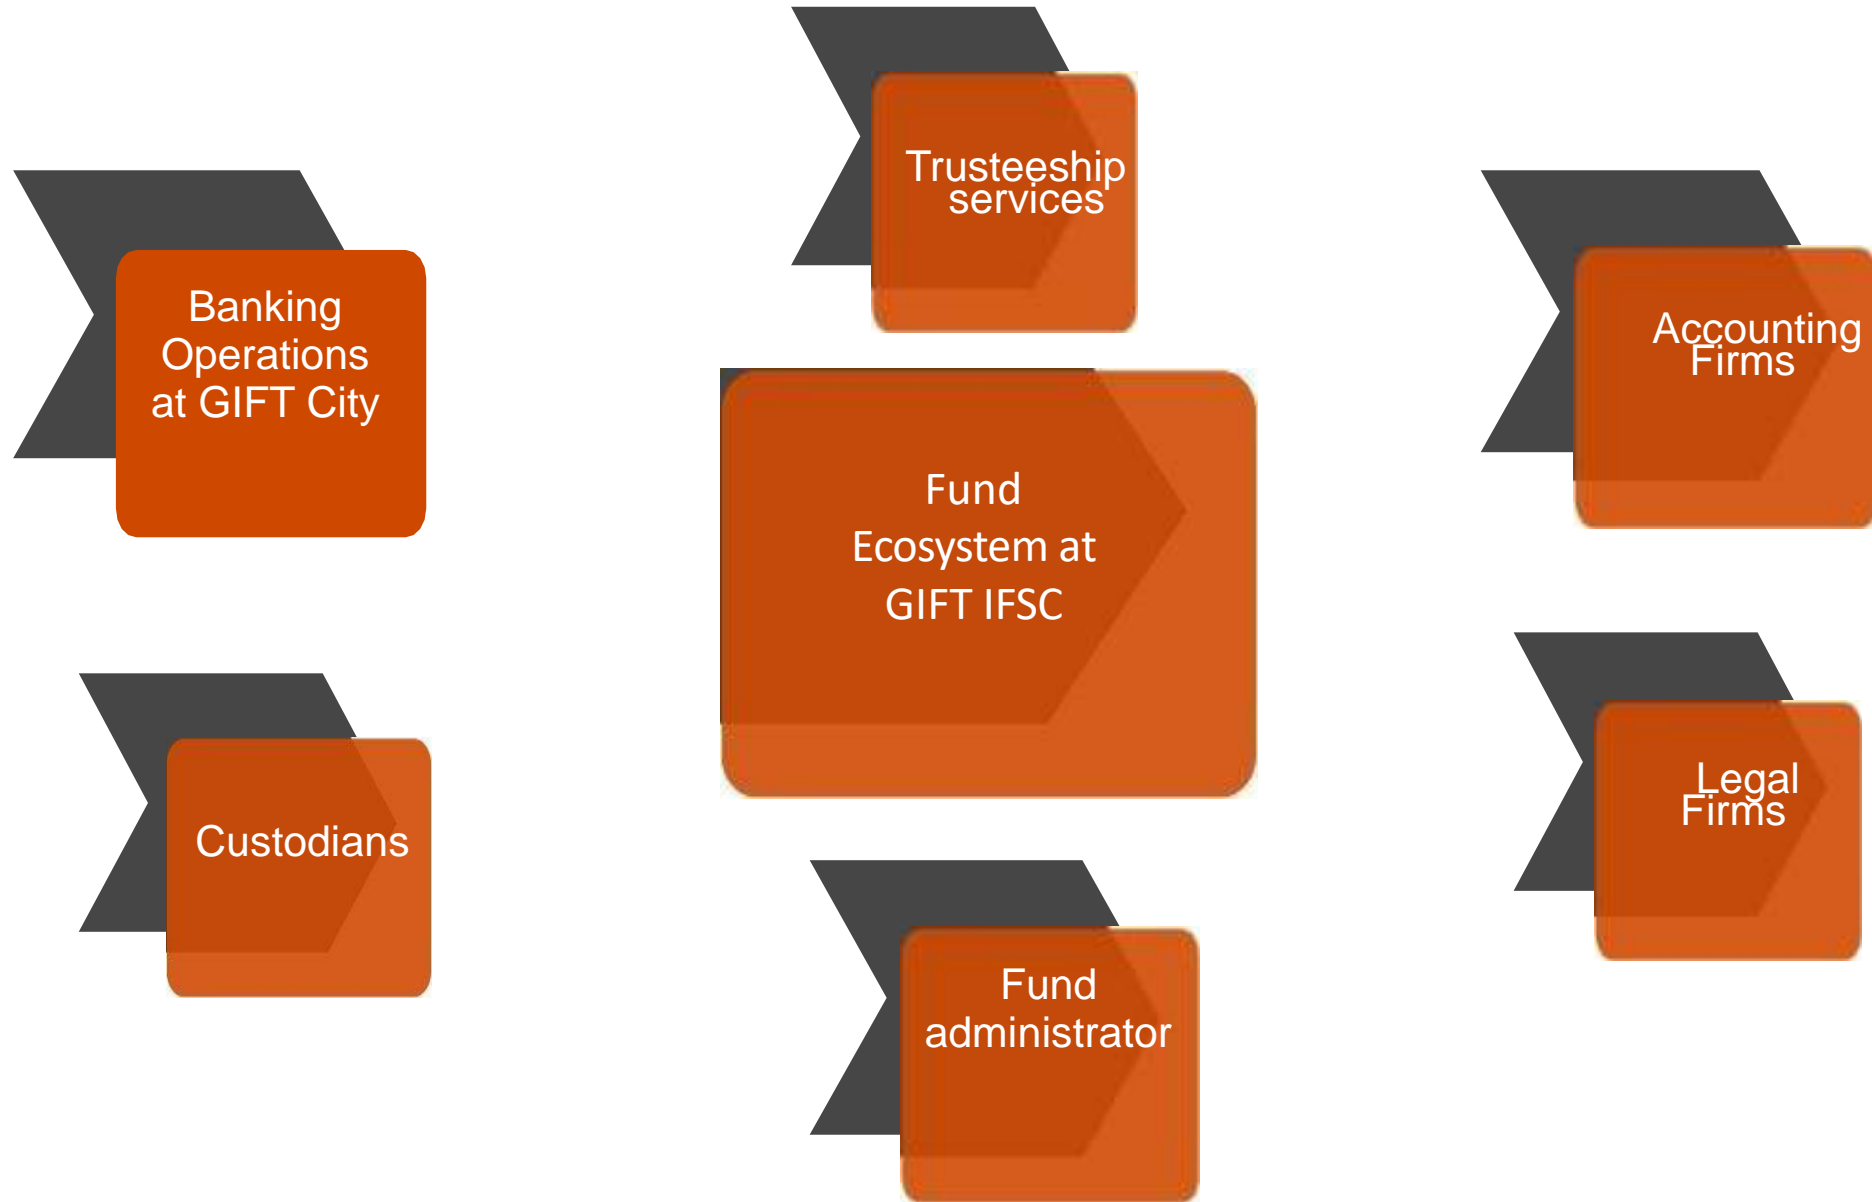 Trusteeship
services
Banking
Operations
at GIFT City
Accounting
Firms
Fund
Ecosystem at
GIFT IFSC
Custodians
Legal
Firms
Fund
administrator